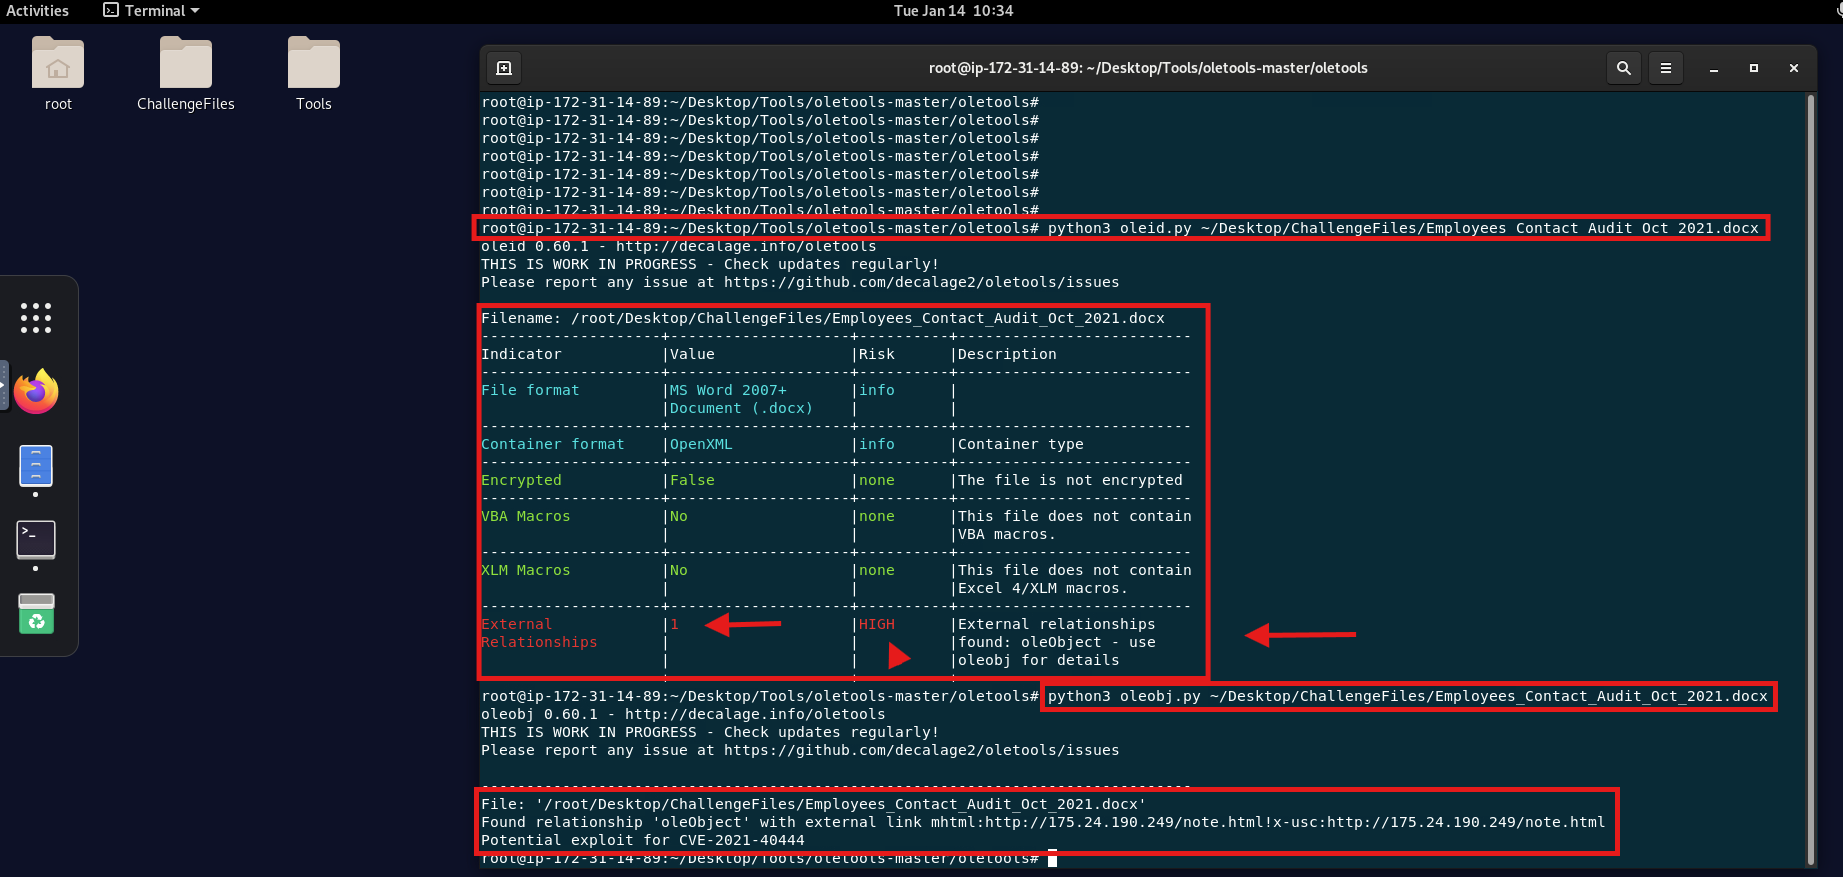 Activities Terminal Tue Jan 14 10:34
root ChallengeFiles Tools
root@ip-172-31-14-89: ~/Desktop/Tools/oletools-master/oletools
root@ip-172-31-14-89:~/Desktop/Tools/oletools-master/oletools#
root@ip-172-31-14-89:~/Desktop/Tools/oletools-master/oletools#
root@ip-172-31-14-89:~/Desktop/Tools/oletools-master/oletools#
root@ip-172-31-14-89:~/Desktop/Tools/oletools-master/oletools#
root@ip-172-31-14-89:~/Desktop/Tools/oletools-master/oletools#
root@ip-172-31-14-89:~/Desktop/Tools/oletools-master/oletools#
root@ip-172-31-14-89:~/Desktop/Tools/oletools-master/oletools#
root@ip-172-31-14-89:~/Desktop/Tools/oletools-master/oletools# python3 oleid.py ~/Desktop/ChallengeFiles/Employees_Contact_Audit_Oct_2021.docx
oleid 0.60.1 - http://decalage.info/oletools
THIS IS WORK IN PROGRESS - Check updates regularly!
Please report any issue at https://github.com/decalage2/oletools/issues
Filename: /root/Desktop/ChallengeFiles/Employees_Contact_Audit_Oct_2021.docx
--------------------+--------------------+----------+--------------------------
Indicator |Value |Risk |Description
--------------------+--------------------+----------+--------------------------
File format |MS Word 2007+ |info |
|Document (.docx) | |
--------------------+--------------------+----------+--------------------------
Container format |OpenXML |info |Container type
--------------------+--------------------+----------+--------------------------
Encrypted |False |none |The file is not encrypted
--------------------+--------------------+----------+--------------------------
VBA Macros |No |none |This file does not contain
| | |VBA macros.
--------------------+--------------------+----------+--------------------------
XLM Macros |No |none |This file does not contain
| | |Excel 4/XLM macros.
--------------------+--------------------+----------+--------------------------
External |1 |HIGH |External relationships
Relationships | | |found: oleObject - use
| | |oleobj for details
root@ip-172-31-14-89:~/Desktop/Tools/oletools-master/oletools# python3 oleobj.py ~/Desktop/ChallengeFiles/Employees_Contact_Audit_Oct_2021.docx
oleobj 0.60.1 - http://decalage.info/oletools
THIS IS WORK IN PROGRESS - Check updates regularly!
Please report any issue at https://github.com/decalage2/oletools/issues
-------------------------------------------------------------------------------
File: '/root/Desktop/ChallengeFiles/Employees_Contact_Audit_Oct_2021.docx'
Found relationship 'oleObject' with external link mhtml:http://175.24.190.249/note.html!x-usc:http://175.24.190.249/note.html
Potential exploit for CVE-2021-40444
root@ip-172-31-14-89:~/Desktop/Tools/oletools-master/oletools#